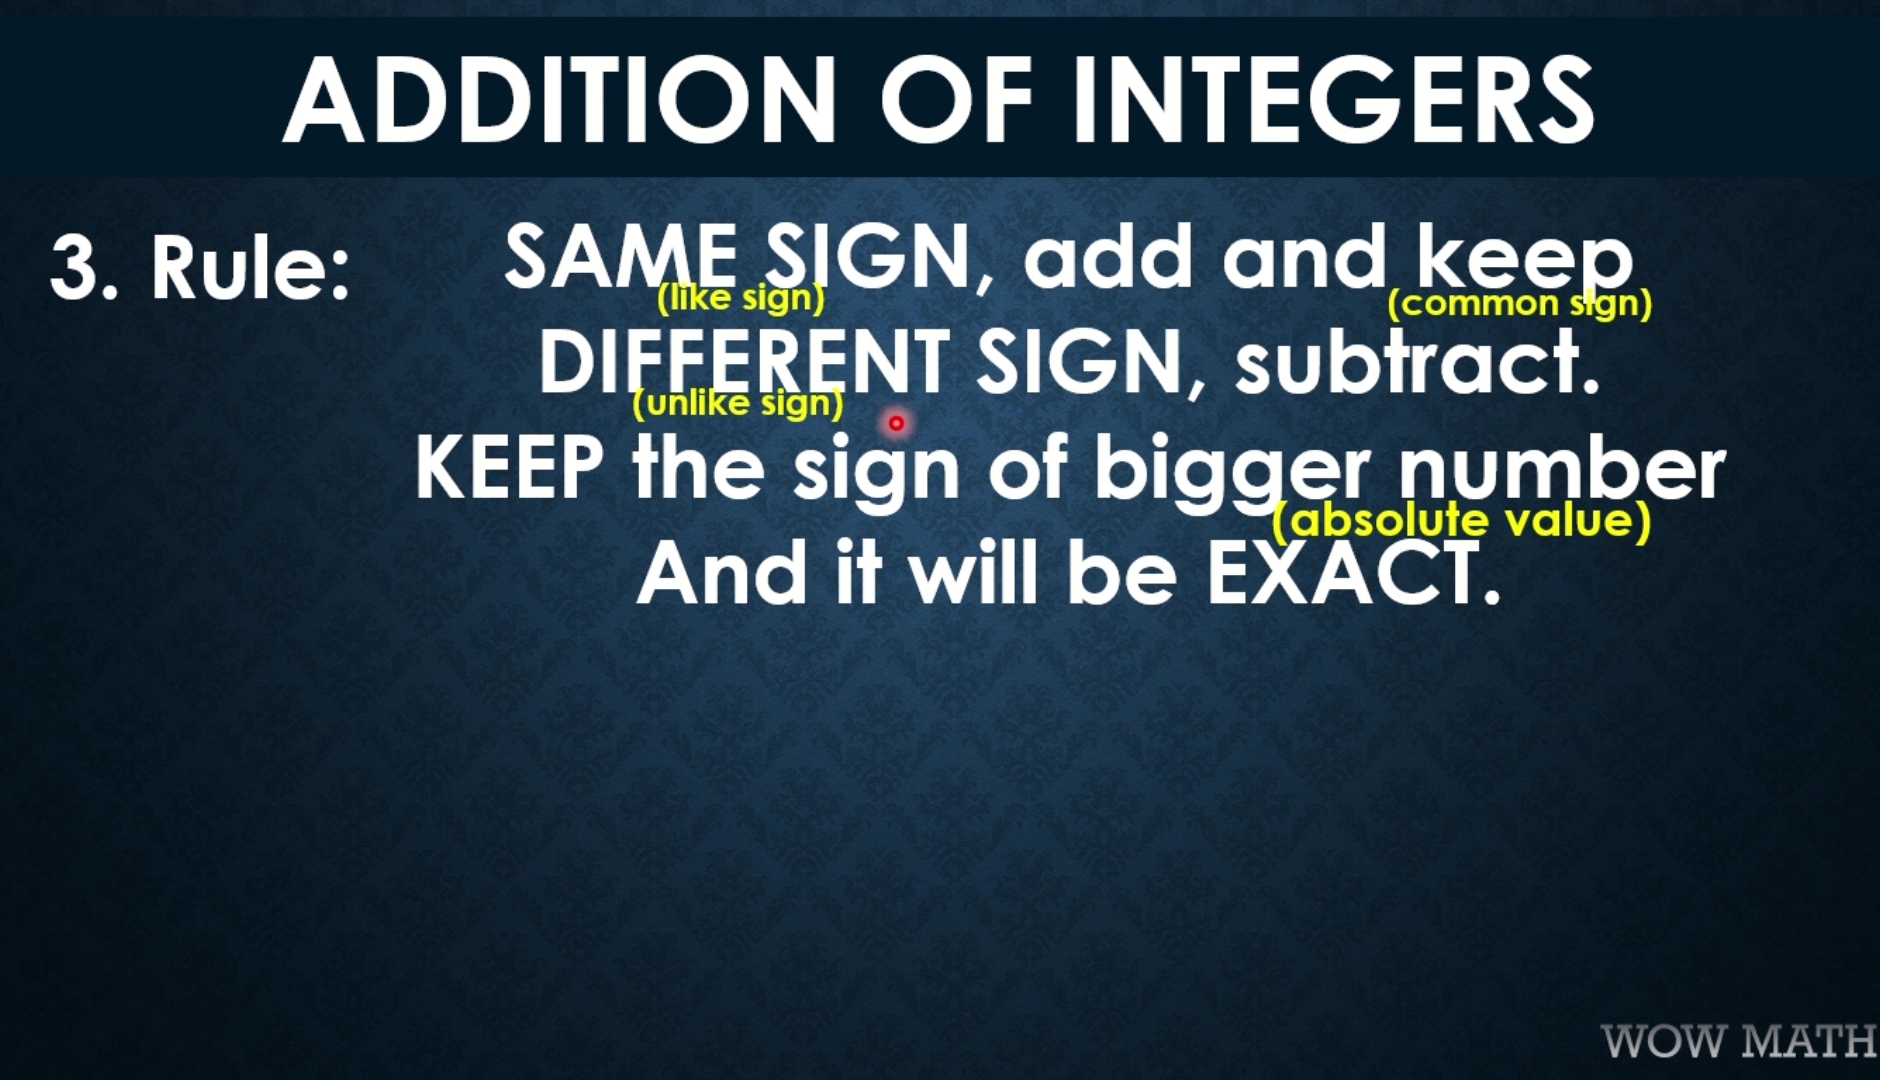 ADDITION OF INTEGERS
3. Rule:
SAME SIGN, add and keep
(like sign)
(common sign)
DIFFERENT SIGN, subtract.
(unlike sign)
KEEP the sign of bigger number
(absolute value)
And it will be EXACT.
WOW MATH